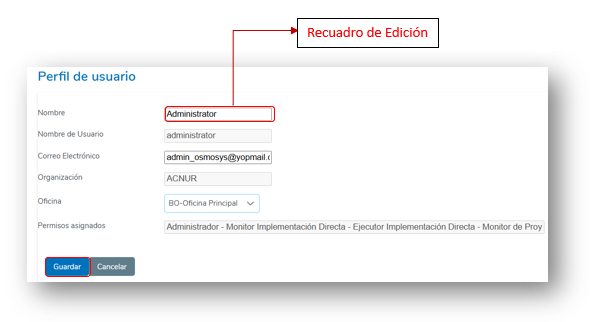 Recuadro de Edición
Perfil de usuario
Nombre
Administrator
Nombre de Usuario
administrator
Correo Electrónico
admin_osmosys@yopmail.c
Organización
ACNUR
Oficina
BO-Oficina Principal
Permisos asignados
Administrador - Monitor Implementación Directa - Ejecutor Implementación Directa - Monitor de Proy
Guardar Cancelar